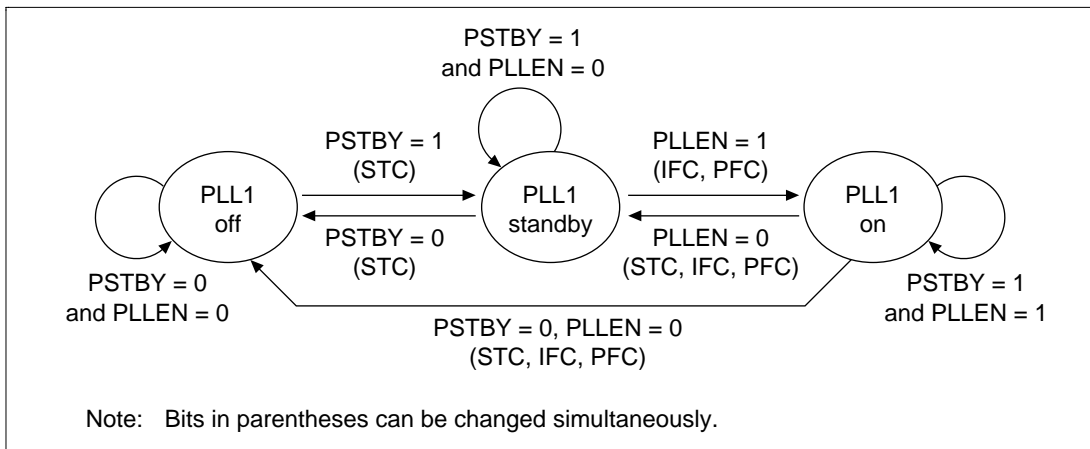 PSTBY = 1
and PLLEN = 0
PSTBY = 1
(STC)
PLLEN = 1
(IFC, PFC)
PLL1
off
PLL1
standby
PLL1
on
PSTBY = 0
(STC)
PLLEN = 0
(STC, IFC, PFC)
PSTBY = 0
and PLLEN = 0
PSTBY = 1
and PLLEN = 1
PSTBY = 0, PLLEN = 0
(STC, IFC, PFC)
Note: Bits in parentheses can be changed simultaneously.